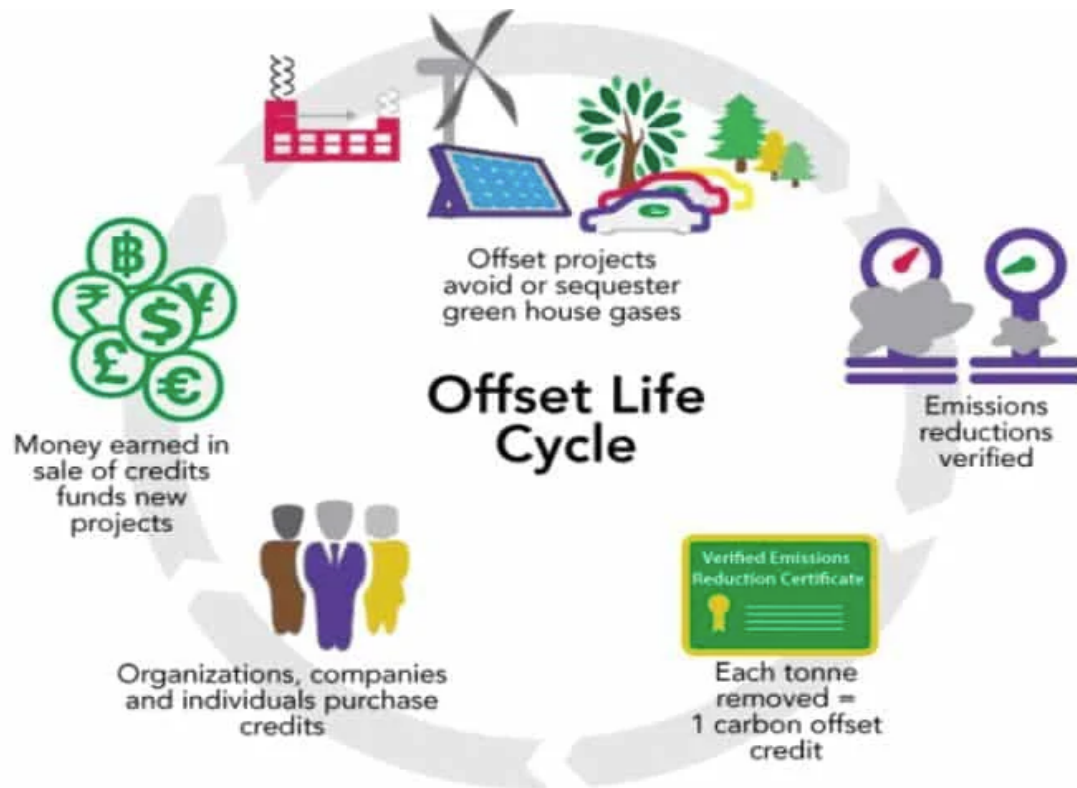 Offset projects
avoid or sequester
green house gases
Offset Life
Cycle
Emissions
reductions
verified
Verified Emissions
Reduction Certificate
Each tonne
removed =
1 carbon offset
credit
Organizations, companies
and individuals purchase
credits
฿
₹
¥
$
£
€
Money earned in
sale of credits
funds new
projects